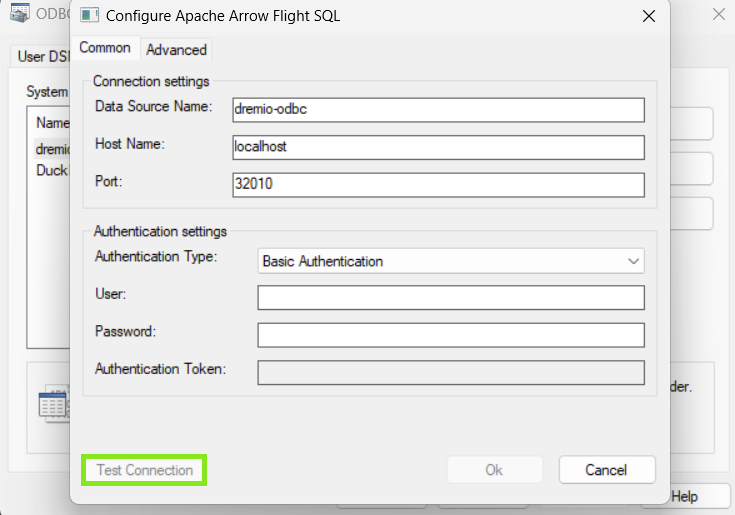 ODBC
Configure Apache Arrow Flight SQL
Common
Advanced
User DS
System
Connection settings
Data Source Name:
dremio-odbc
Name
Host Name:
localhost
dremio
Duck
Port:
32010
Authentication settings
Authentication Type:
Basic Authentication
User:
Password:
Authentication Token:
der.
Test Connection
Ok
Cancel
Help